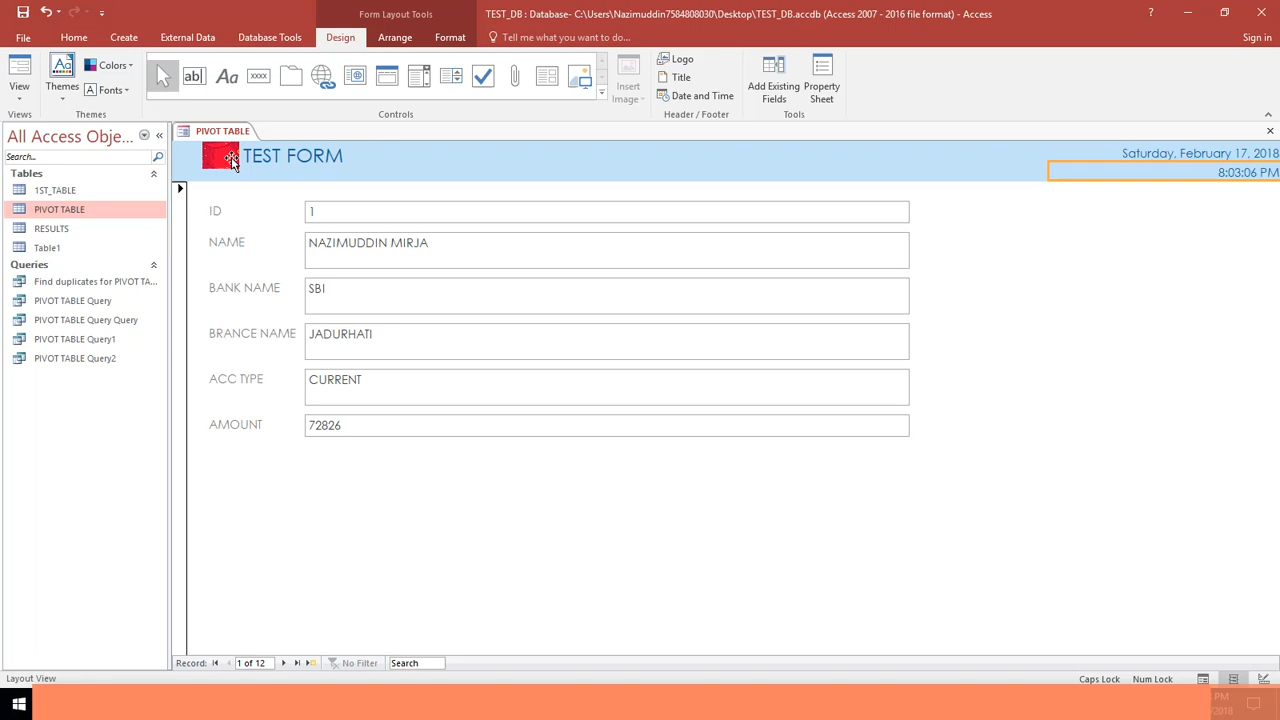 Form Layout Tools
TEST_DB : Database- C:\Users\Nazimuddin7584808030\Desktop\TEST_DB.accdb (Access 2007 - 2016 file format) - Access
?
File Home Create External Data Database Tools Design Arrange Format Tell me what you want to do... Sign in
View
Themes
Colors
Fonts
ab|
Aa
XXXX
Insert
Image
Logo
Title
Date and Time
Add Existing
Fields
Property
Sheet
Views
Themes
Controls
Header / Footer
Tools
All Access Obje...
Search...
Tables
1ST_TABLE
PIVOT TABLE
RESULTS
Table1
Queries
Find duplicates for PIVOT TA...
PIVOT TABLE Query
PIVOT TABLE Query Query
PIVOT TABLE Query1
PIVOT TABLE Query2
PIVOT TABLE
TEST FORM
Saturday, February 17, 2018
8:03:06 PM
ID 1
NAME NAZIMUDDIN MIRJA
BANK NAME SBI
BRANCE NAME JADURHATI
ACC TYPE CURRENT
AMOUNT 72826
Record: 1 of 12 No Filter Search
Layout View
Caps Lock Num Lock
PM
/2018